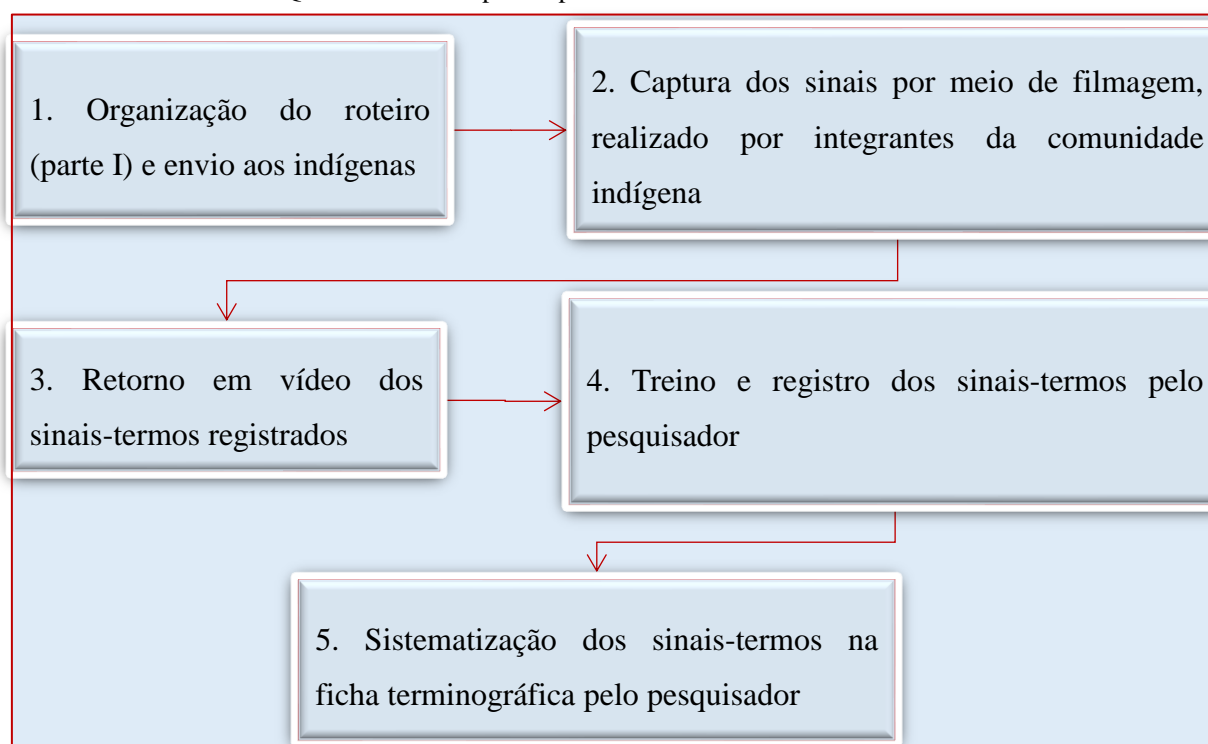 1. Organização do roteiro
(parte I) e envio aos indígenas
2. Captura dos sinais por meio de filmagem,
realizado por integrantes da comunidade
indígena
3. Retorno em vídeo dos
sinais-termos registrados
4. Treino e registro dos sinais-termos pelo
pesquisador
5. Sistematização dos sinais-termos na
ficha terminográfica pelo pesquisador